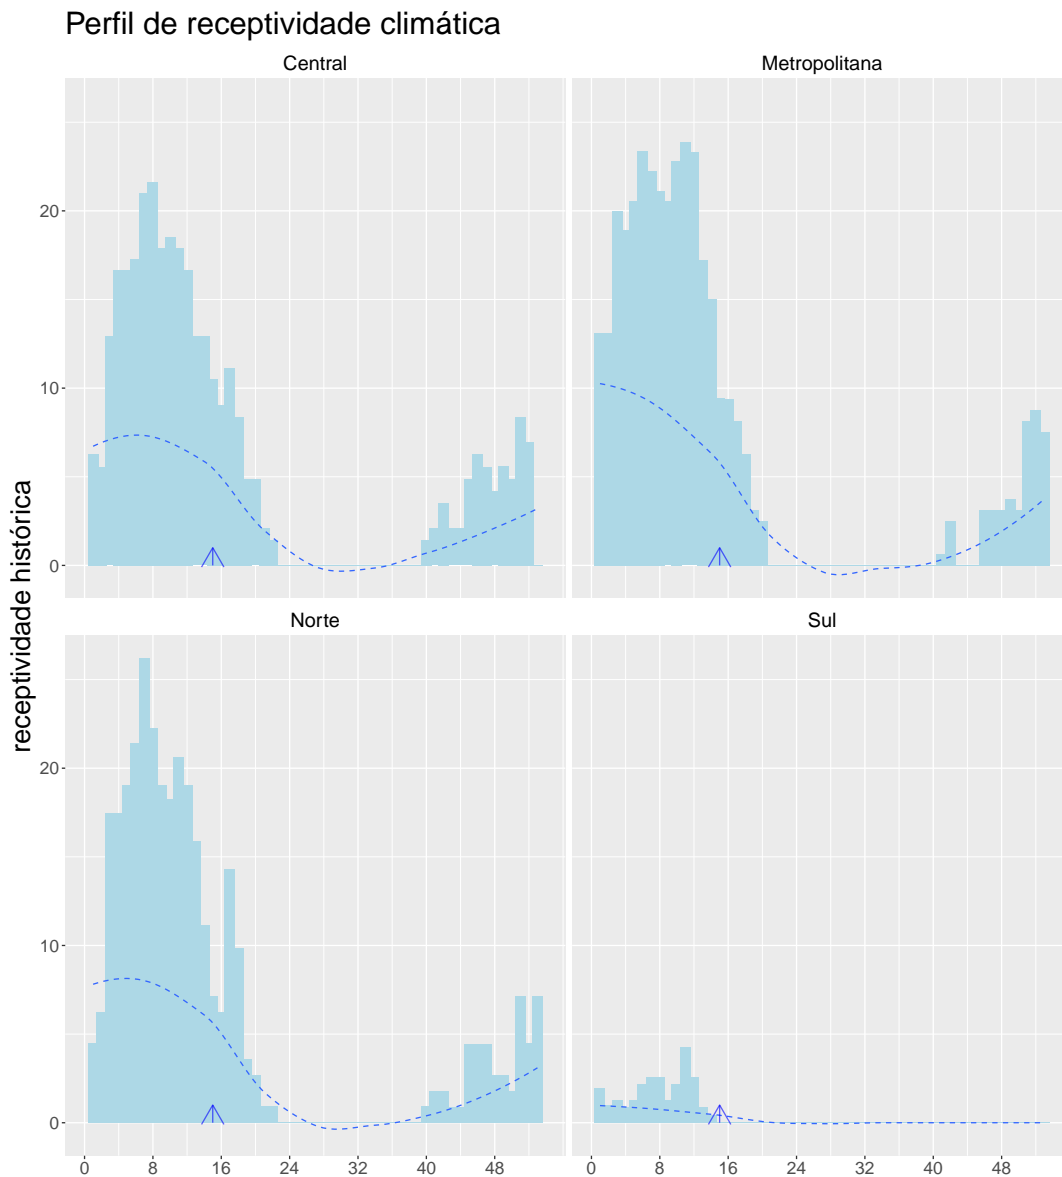 Perfil de receptividade climática
Central
Metropolitana
20
10
0
Norte
Sul
20
10
0
receptividade histórica
0 8 16 24 32 40 48
0 8 16 24 32 40 48